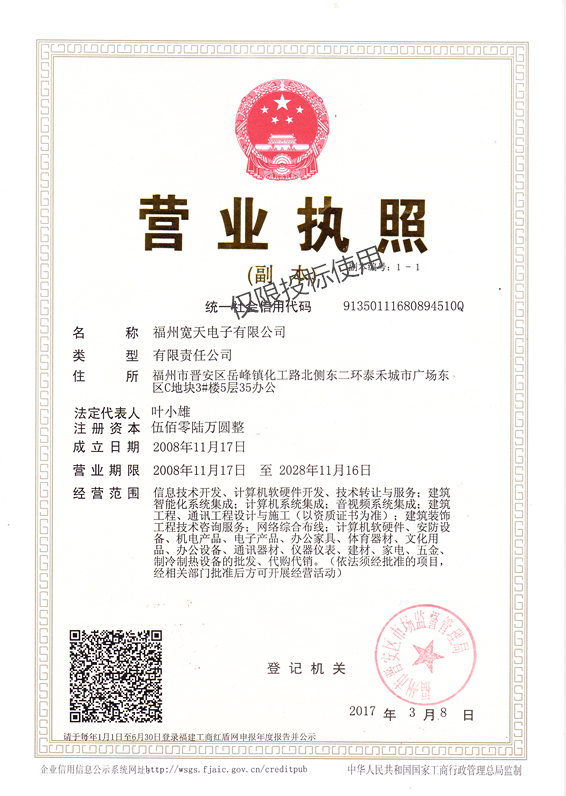 营业执照
(副 本)
副本编号: 1 - 1
仅限投标使用
统一社会信用代码 91350111680894510Q
名 称 福州宽天电子有限公司
类 型 有限责任公司
住 所 福州市晋安区岳峰镇化工路北侧东二环泰禾城市广场东
区C地块3#楼5层35办公
法定代表人 叶小雄
注册资本 伍佰零陆万圆整
成立日期 2008年11月17日
营业期限 2008年11月17日 至 2028年11月16日
经营范围 信息技术开发、计算机软硬件开发、技术转让与服务；建筑
智能化系统集成；计算机系统集成；音视频系统集成；建筑
工程、通讯工程设计与施工（以资质证书为准）；建筑装饰
工程技术咨询服务；网络综合布线；计算机软硬件、安防设
备、机电产品、电子产品、办公家具、体育器材、文化用
品、办公设备、通讯器材、仪器仪表、建材、家电、五金、
制冷制热设备的批发、代购代销。（依法须经批准的项目，
经相关部门批准后方可开展经营活动）
福州市晋安区市场监督管理局
登记机关
2017 年 3 月 8 日
请于每年1月1日至6月30日登录福建工商红盾网申报年度报告并公示
企业信用信息公示系统网址:http://wsgs.fjaic.gov.cn/creditpub
中华人民共和国国家工商行政管理总局监制